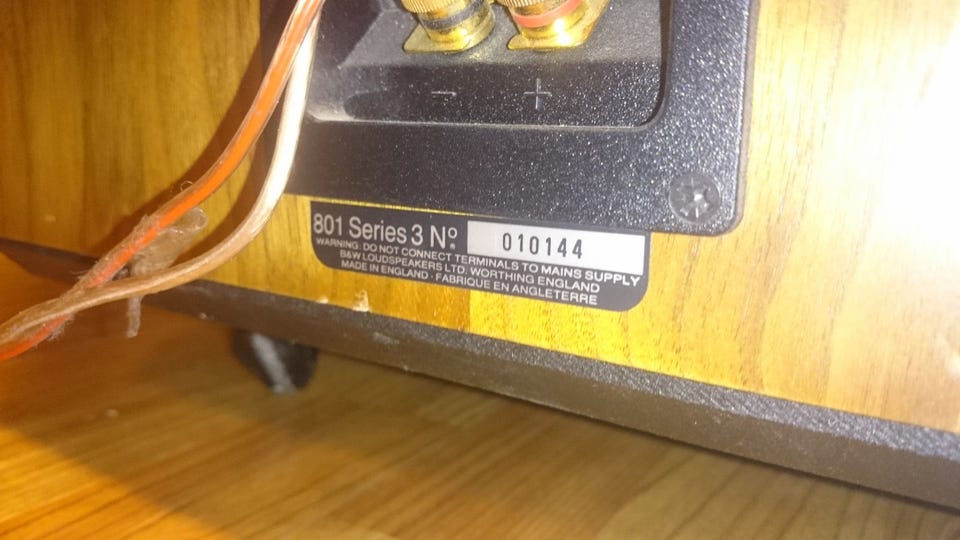 - +
801 Series 3 Nº 010144
WARNING: DO NOT CONNECT TERMINALS TO MAINS SUPPLY
B&W LOUDSPEAKERS LTD. WORTHING ENGLAND
MADE IN ENGLAND · FABRIQUE EN ANGLETERRE